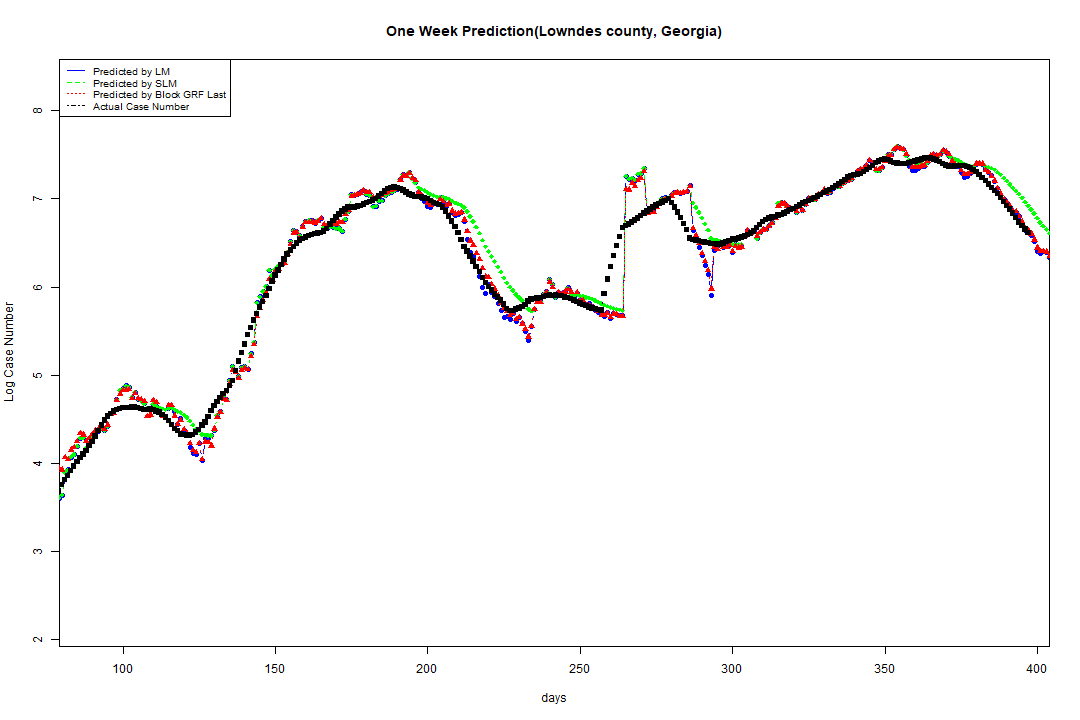 One Week Prediction(Lowndes county, Georgia)
Predicted by LM
Predicted by SLM
Predicted by Block GRF Last
Actual Case Number
8
7
6
5
4
3
2
Log Case Number
100 150 200 250 300 350 400
days